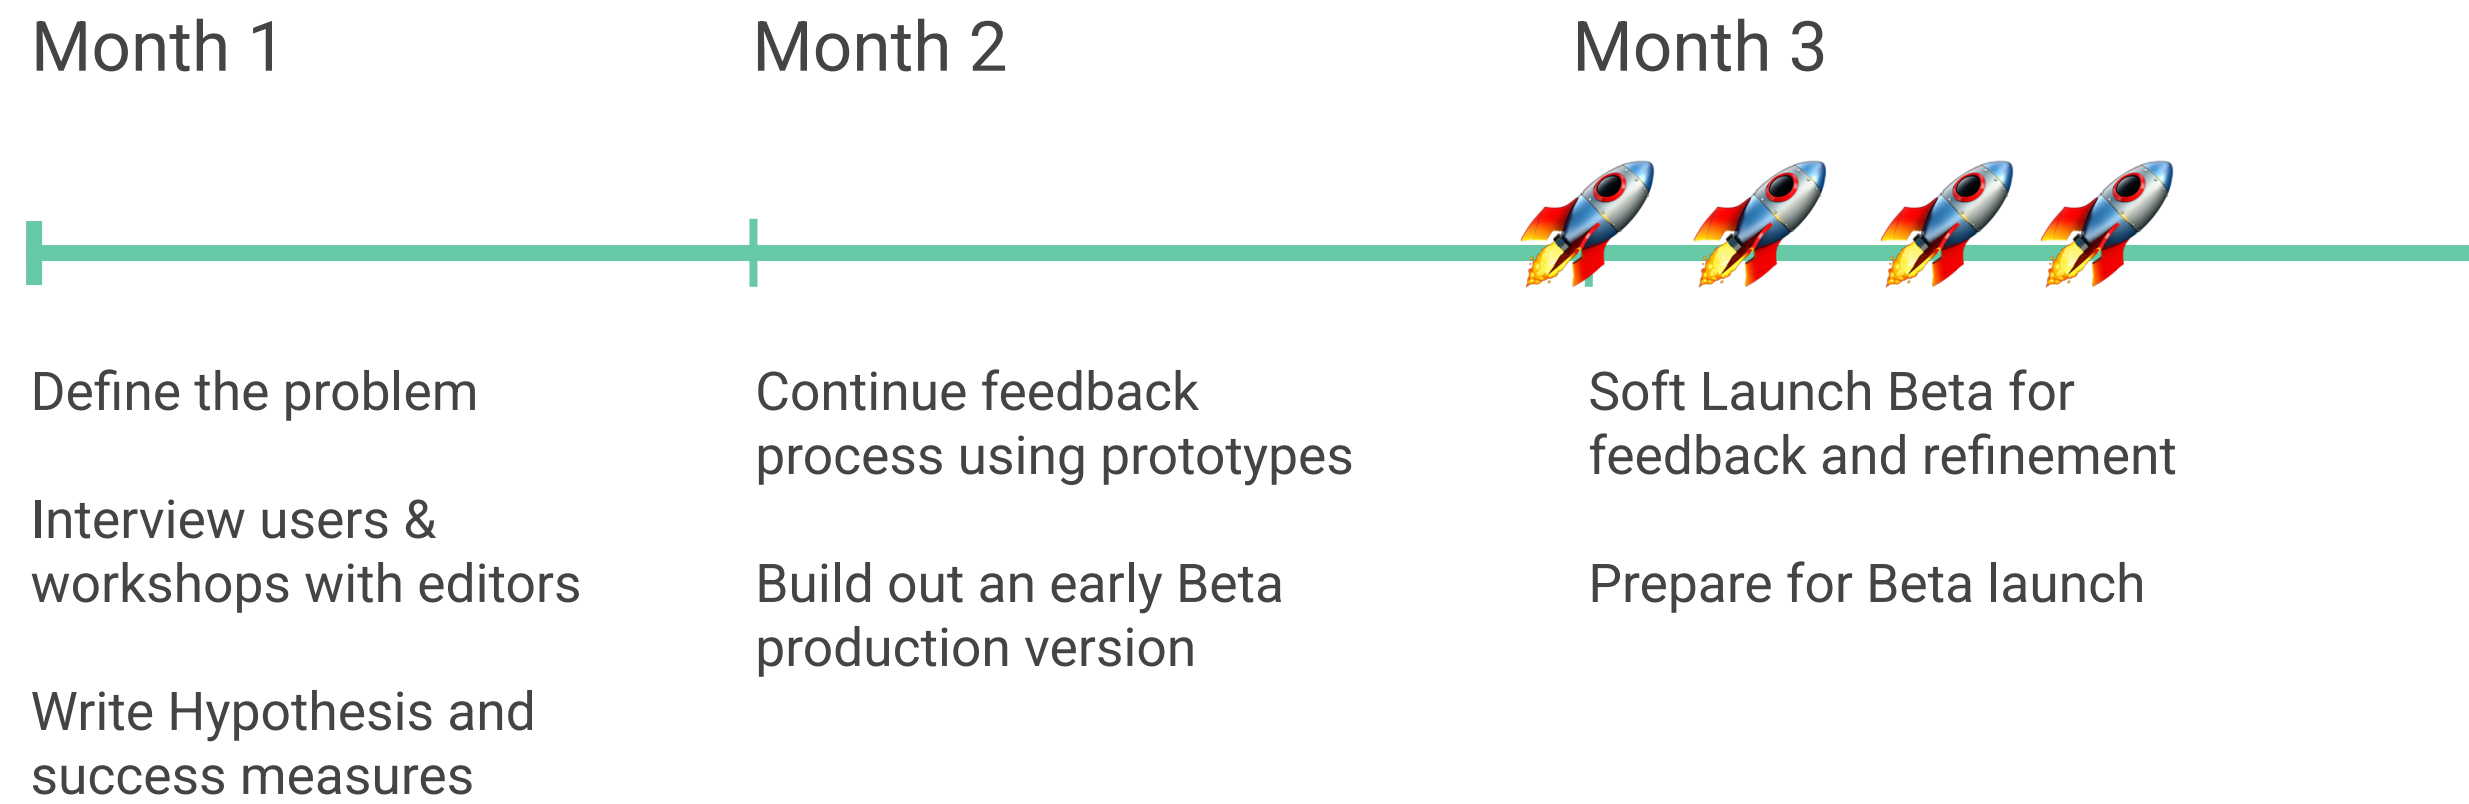 Month 1
Month 2
Month 3
Define the problem
Interview users &
workshops with editors
Write Hypothesis and
success measures
Continue feedback
process using prototypes
Build out an early Beta
production version
Soft Launch Beta for
feedback and refinement
Prepare for Beta launch